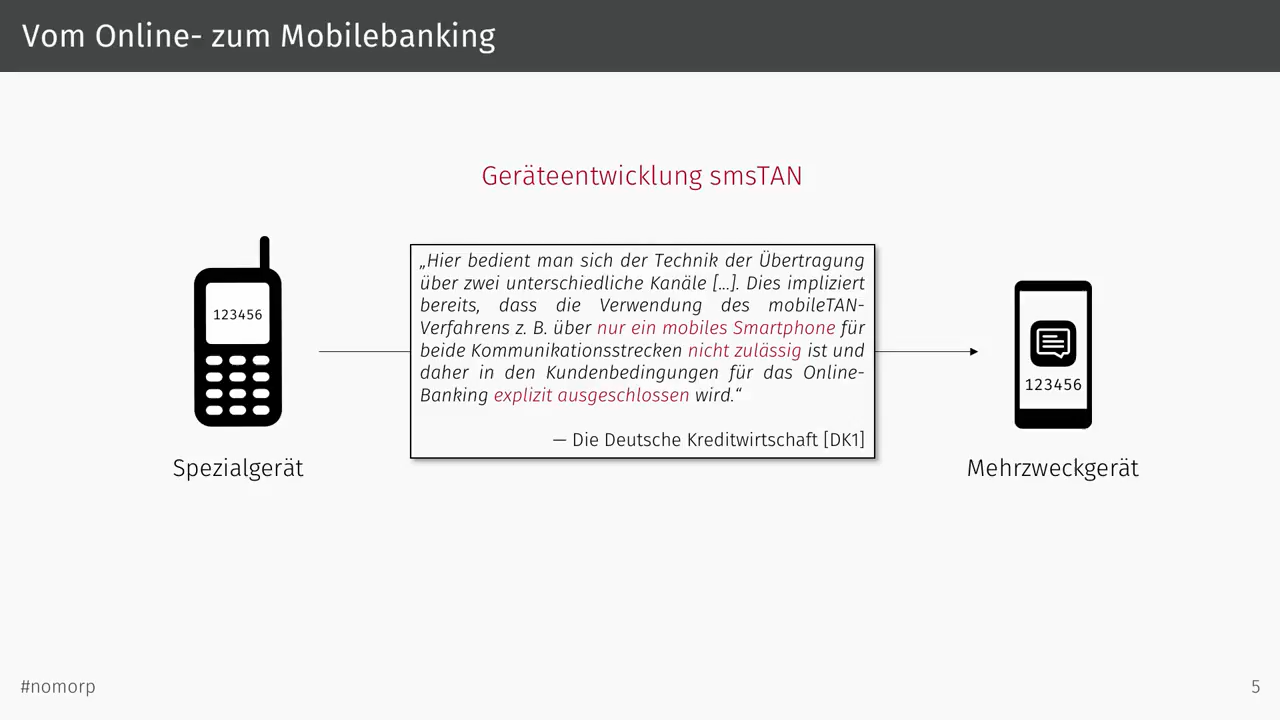 Vom Online- zum Mobilebanking
Geräteentwicklung smsTAN
123456
„Hier bedient man sich der Technik der Übertragung
über zwei unterschiedliche Kanäle [...]. Dies impliziert
bereits, dass die Verwendung des mobileTAN-
Verfahrens z. B. über nur ein mobiles Smartphone für
beide Kommunikationsstrecken nicht zulässig ist und
daher in den Kundenbedingungen für das Online-
Banking explizit ausgeschlossen wird.“
— Die Deutsche Kreditwirtschaft [DK1]
123456
Spezialgerät
Mehrzweckgerät
#nomorp
5